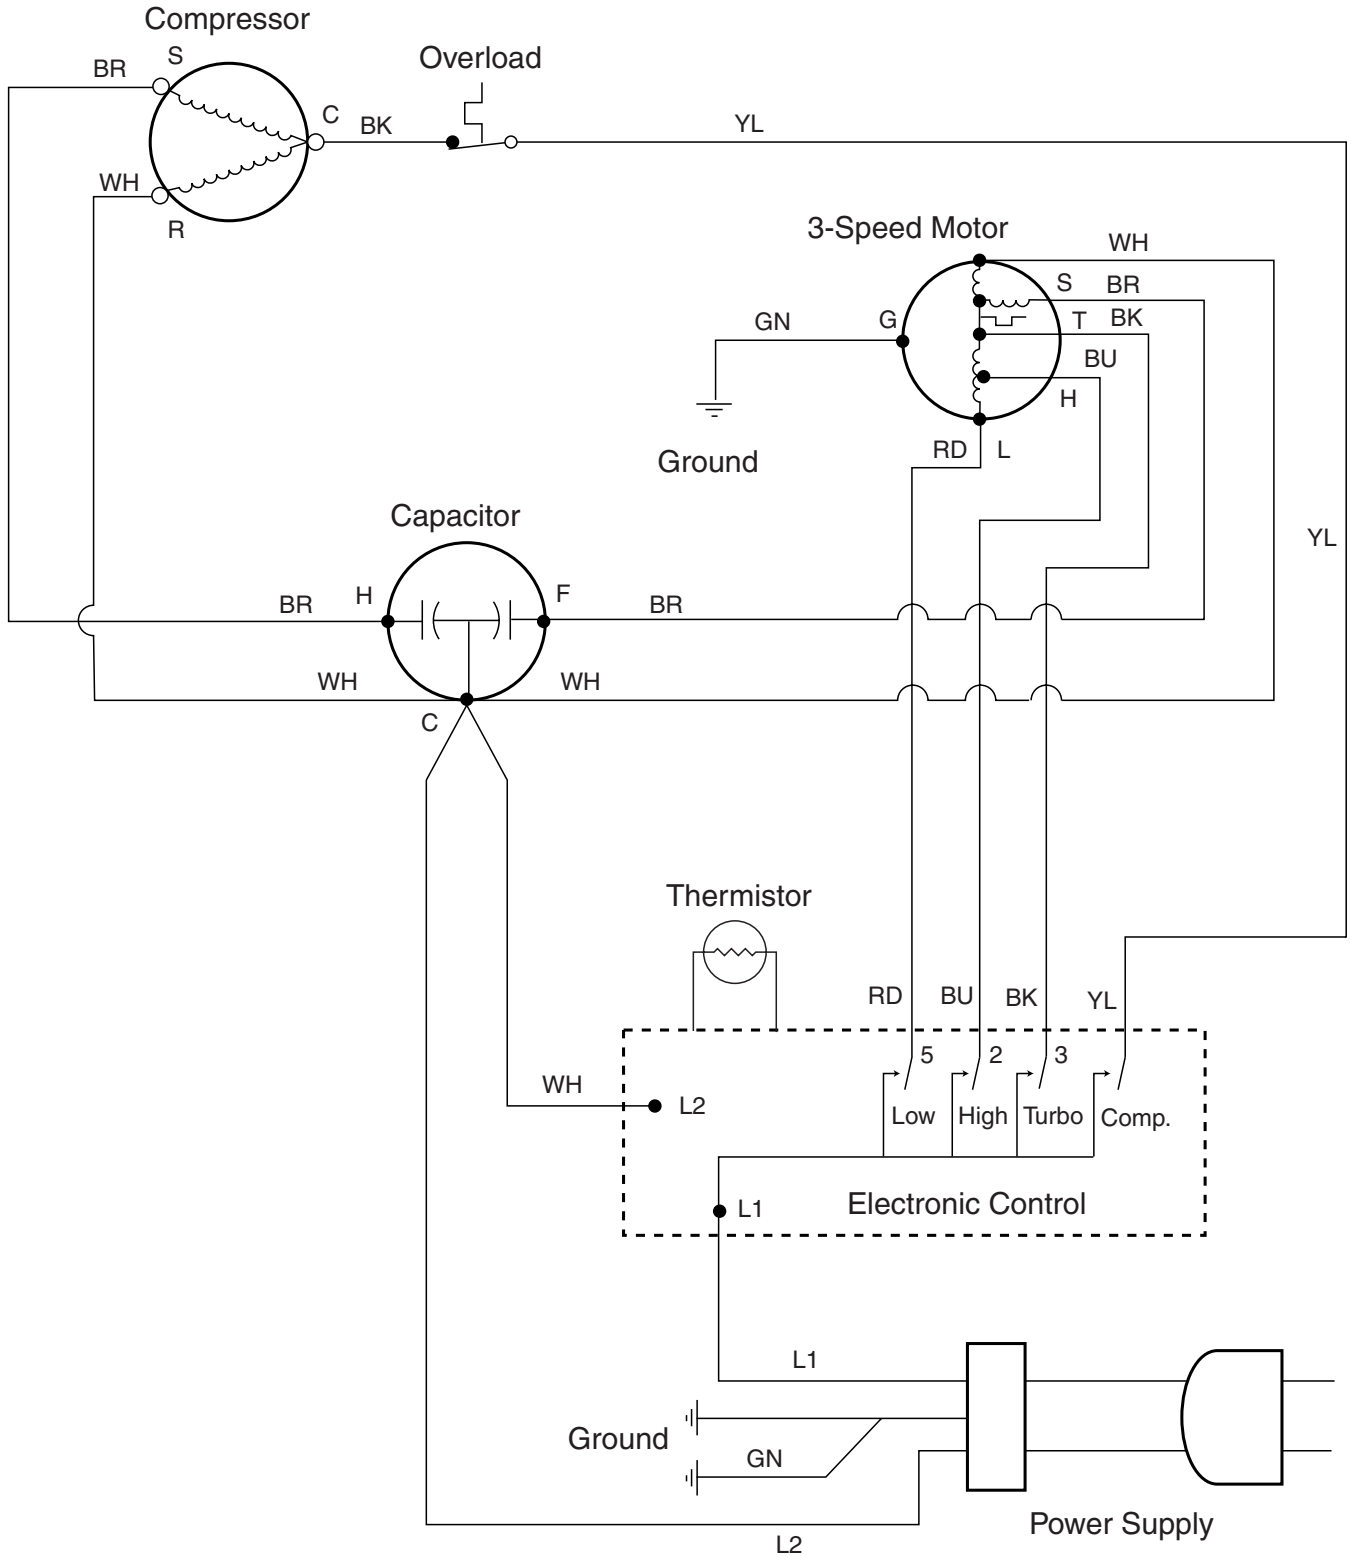 Compressor
S
BR
Overload
C
BK
YL
WH
R
3-Speed Motor
WH
S
BR
G
T
BK
GN
BU
H
RD
L
Ground
Capacitor
YL
H
F
BR
BR
WH
WH
C
Thermistor
RD
BU
BK
YL
5
2
3
WH
L2
Low
High
Turbo
Comp.
L1
Electronic Control
L1
Ground
GN
Power Supply
L2